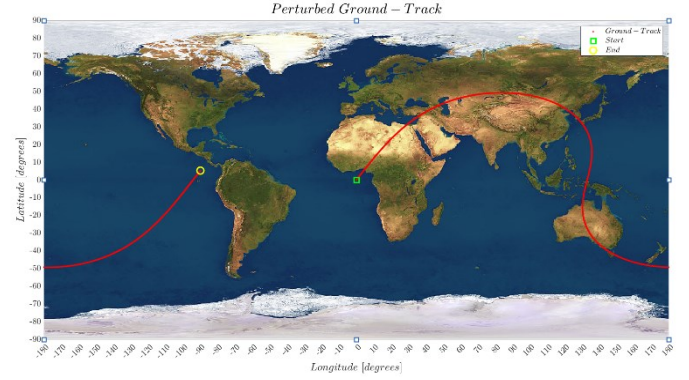 Perturbed Ground − Track
Ground − Track
Start
End
90
80
70
60
50
40
30
20
10
0
-10
-20
-30
-40
-50
-60
-70
-80
-90
Latitude [degrees]
-190 -170 -160 -150 -140 -130 -120 -110 -100 -90 -80 -70 -60 -50 -40 -30 -20 -10 0 10 20 30 40 50 60 70 80 90 100 110 120 130 140 150 160 170 180
Longitude [degrees]